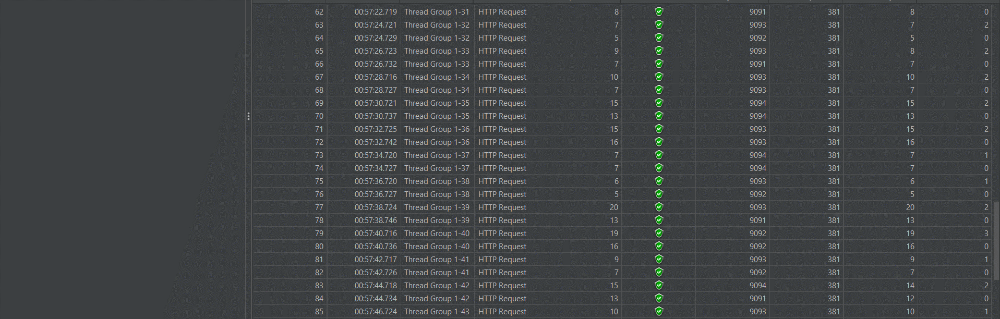 62 00:57:22.719 Thread Group 1-31 HTTP Request 8 9091 381 8 0
63 00:57:24.721 Thread Group 1-32 HTTP Request 7 9093 381 7 2
64 00:57:24.729 Thread Group 1-32 HTTP Request 5 9092 381 5 0
65 00:57:26.723 Thread Group 1-33 HTTP Request 9 9093 381 8 2
66 00:57:26.732 Thread Group 1-33 HTTP Request 7 9091 381 7 0
67 00:57:28.716 Thread Group 1-34 HTTP Request 10 9093 381 10 2
68 00:57:28.727 Thread Group 1-34 HTTP Request 7 9093 381 7 0
69 00:57:30.721 Thread Group 1-35 HTTP Request 15 9094 381 15 2
70 00:57:30.737 Thread Group 1-35 HTTP Request 13 9094 381 13 0
71 00:57:32.725 Thread Group 1-36 HTTP Request 15 9093 381 15 2
72 00:57:32.742 Thread Group 1-36 HTTP Request 16 9093 381 16 0
73 00:57:34.720 Thread Group 1-37 HTTP Request 7 9094 381 7 1
74 00:57:34.727 Thread Group 1-37 HTTP Request 7 9094 381 7 0
75 00:57:36.720 Thread Group 1-38 HTTP Request 6 9093 381 6 1
76 00:57:36.727 Thread Group 1-38 HTTP Request 5 9092 381 5 0
77 00:57:38.724 Thread Group 1-39 HTTP Request 20 9093 381 20 2
78 00:57:38.746 Thread Group 1-39 HTTP Request 13 9091 381 13 0
79 00:57:40.716 Thread Group 1-40 HTTP Request 19 9092 381 19 3
80 00:57:40.736 Thread Group 1-40 HTTP Request 16 9092 381 16 0
81 00:57:42.717 Thread Group 1-41 HTTP Request 9 9093 381 9 1
82 00:57:42.726 Thread Group 1-41 HTTP Request 7 9092 381 7 0
83 00:57:44.718 Thread Group 1-42 HTTP Request 15 9094 381 14 2
84 00:57:44.734 Thread Group 1-42 HTTP Request 13 9091 381 12 0
85 00:57:46.724 Thread Group 1-43 HTTP Request 10 9093 381 10 1